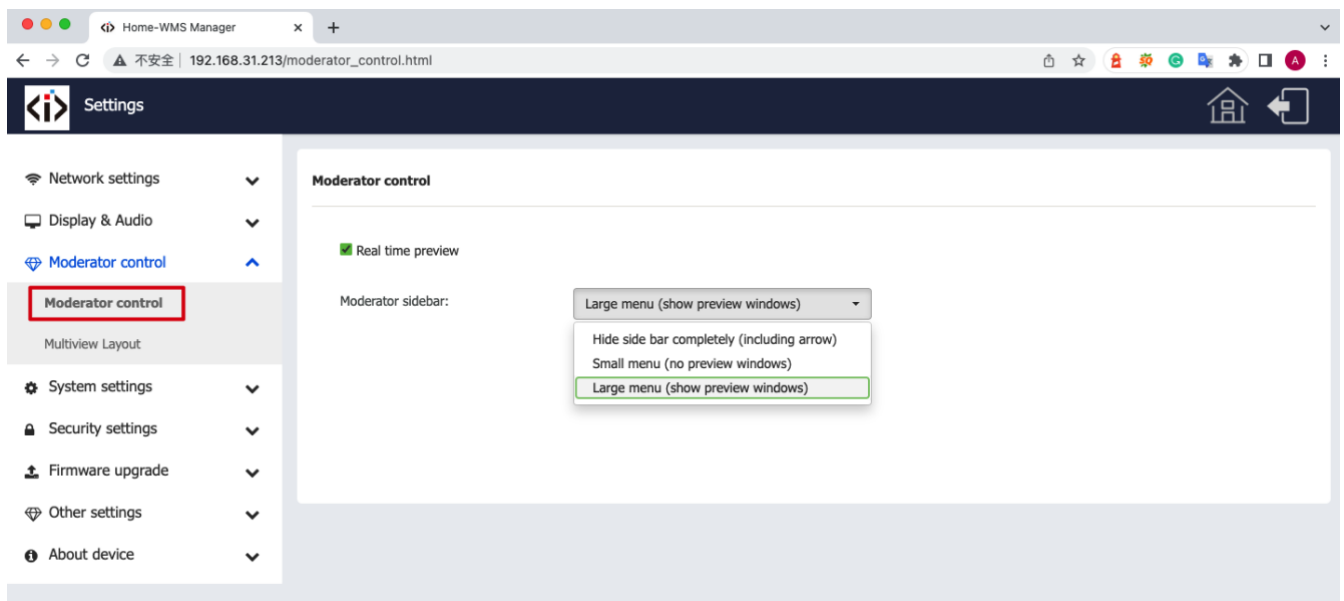 Home-WMS Manager
不安全 192.168.31.213/moderator_control.html
A
<i> Settings
Network settings
Display & Audio
Moderator control
Moderator control
Multiview Layout
System settings
Security settings
Firmware upgrade
Other settings
About device
Moderator control
Real time preview
Moderator sidebar:
Large menu (show preview windows)
Hide side bar completely (including arrow)
Small menu (no preview windows)
Large menu (show preview windows)